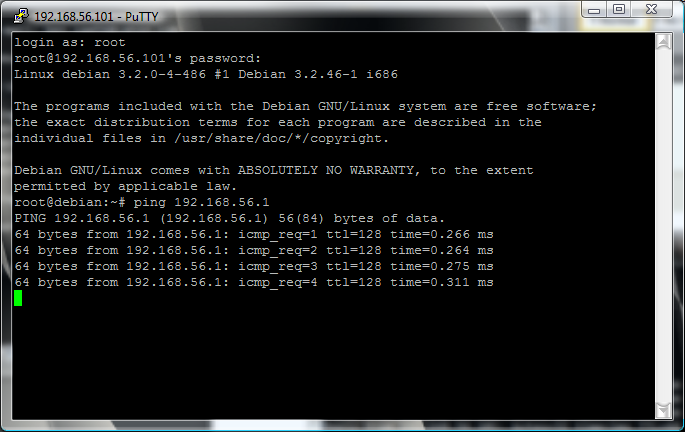 192.168.56.101 - PuTTY
login as: root
root@192.168.56.101's password:
Linux debian 3.2.0-4-486 #1 Debian 3.2.46-1 i686
The programs included with the Debian GNU/Linux system are free software;
the exact distribution terms for each program are described in the
individual files in /usr/share/doc/*/copyright.
Debian GNU/Linux comes with ABSOLUTELY NO WARRANTY, to the extent
permitted by applicable law.
root@debian:~# ping 192.168.56.1
PING 192.168.56.1 (192.168.56.1) 56(84) bytes of data.
64 bytes from 192.168.56.1: icmp_req=1 ttl=128 time=0.266 ms
64 bytes from 192.168.56.1: icmp_req=2 ttl=128 time=0.264 ms
64 bytes from 192.168.56.1: icmp_req=3 ttl=128 time=0.275 ms
64 bytes from 192.168.56.1: icmp_req=4 ttl=128 time=0.311 ms